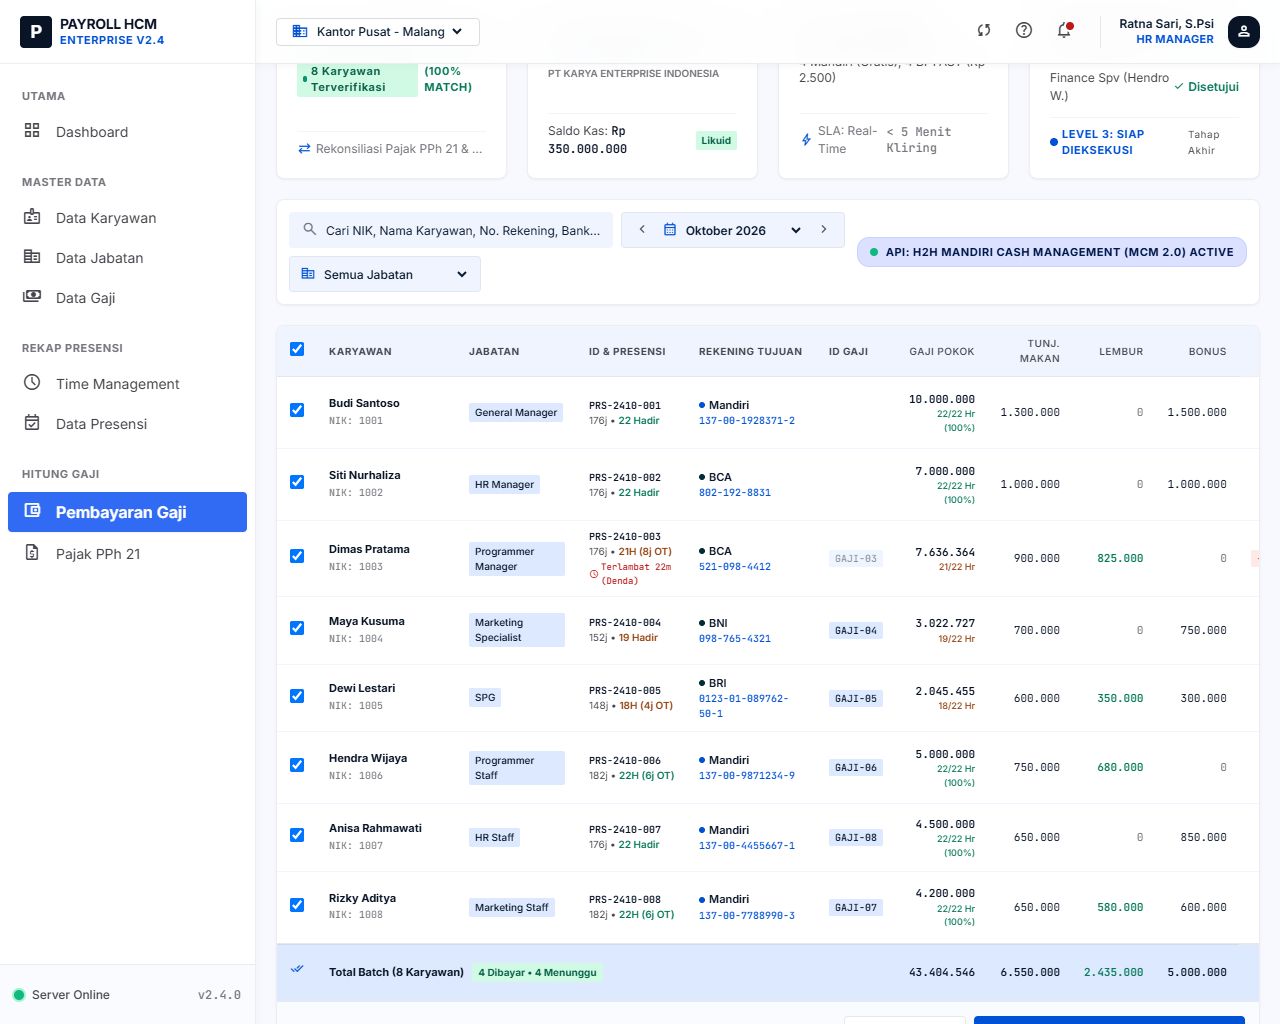 P
PAYROLL HCM
ENTERPRISE V2.4
Kantor Pusat - Malang
Ratna Sari, S.Psi
HR MANAGER
UTAMA
Dashboard
MASTER DATA
Data Karyawan
Data Jabatan
Data Gaji
REKAP PRESENSI
Time Management
Data Presensi
HITUNG GAJI
Pembayaran Gaji
Pajak PPh 21
Server Online
v2.4.0
8 Karyawan
Terverifikasi
(100%
MATCH)
Rekonsiliasi Pajak PPh 21 & ...
PT KARYA ENTERPRISE INDONESIA
Saldo Kas: Rp
350.000.000
Likuid
2.500)
SLA: Real-
Time
< 5 Menit
Kliring
Finance Spv (Hendro
W.)
Disetujui
LEVEL 3: SIAP
DIEKSEKUSI
Tahap
Akhir
Cari NIK, Nama Karyawan, No. Rekening, Bank...
Oktober 2026
Semua Jabatan
API: H2H MANDIRI CASH MANAGEMENT (MCM 2.0) ACTIVE
KARYAWAN JABATAN ID & PRESENSI REKENING TUJUAN ID GAJI GAJI POKOK TUNJ. MAKAN LEMBUR BONUS
Budi Santoso
NIK: 1001
General Manager
PRS-2410-001
176j • 22 Hadir
Mandiri
137-00-1928371-2
10.000.000
22/22 Hr
(100%)
1.300.000
0
1.500.000
Siti Nurhaliza
NIK: 1002
HR Manager
PRS-2410-002
176j • 22 Hadir
BCA
802-192-8831
7.000.000
22/22 Hr
(100%)
1.000.000
0
1.000.000
Dimas Pratama
NIK: 1003
Programmer
Manager
PRS-2410-003
176j • 21H (8j OT)
Terlambat 22m
(Denda)
BCA
521-098-4412
GAJI-03
7.636.364
21/22 Hr
900.000
825.000
0
Maya Kusuma
NIK: 1004
Marketing
Specialist
PRS-2410-004
152j • 19 Hadir
BNI
098-765-4321
GAJI-04
3.022.727
19/22 Hr
700.000
0
750.000
Dewi Lestari
NIK: 1005
SPG
PRS-2410-005
148j • 18H (4j OT)
BRI
0123-01-089762-
50-1
GAJI-05
2.045.455
18/22 Hr
600.000
350.000
300.000
Hendra Wijaya
NIK: 1006
Programmer
Staff
PRS-2410-006
182j • 22H (6j OT)
Mandiri
137-00-9871234-9
GAJI-06
5.000.000
22/22 Hr
(100%)
750.000
680.000
0
Anisa Rahmawati
NIK: 1007
HR Staff
PRS-2410-007
176j • 22 Hadir
Mandiri
137-00-4455667-1
GAJI-08
4.500.000
22/22 Hr
(100%)
650.000
0
850.000
Rizky Aditya
NIK: 1008
Marketing Staff
PRS-2410-008
182j • 22H (6j OT)
Mandiri
137-00-7788990-3
GAJI-07
4.200.000
22/22 Hr
(100%)
650.000
580.000
600.000
Total Batch (8 Karyawan)
4 Dibayar • 4 Menunggu
43.404.546
6.550.000
2.435.000
5.000.000